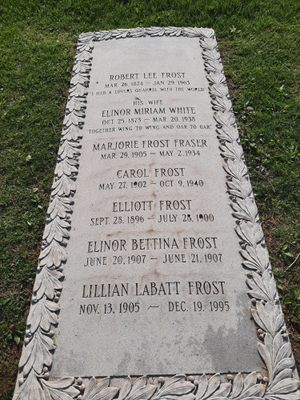 ROBERT LEE FROST
MAR. 26, 1874 – JAN. 29, 1963
"I HAD A LOVERS QUARREL WITH THE WORLD"
HIS WIFE
ELINOR MIRIAM WHITE
OCT. 25, 1873 – MAR. 20, 1938
"TOGETHER WING TO WING AND OAR TO OAR"
MARJORIE FROST FRASER
MAR. 29, 1905 – MAY 2, 1934
CAROL FROST
MAY 27, 1902 – OCT 9, 1940
ELLIOTT FROST
SEPT. 28, 1896 – JULY 28, 1900
ELINOR BETTINA FROST
JUNE 20, 1907 – JUNE 21, 1907
LILLIAN LABATT FROST
NOV. 13, 1905 – DEC. 19, 1995